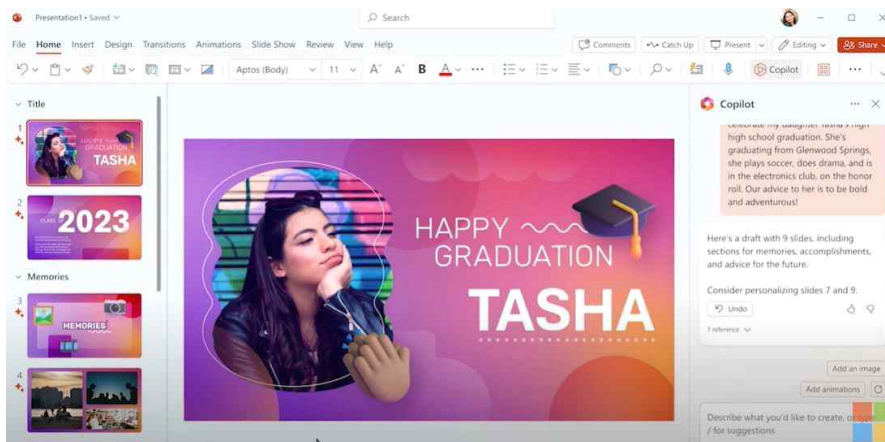 Presentation1 • Saved
Search
File Home Insert Design Transitions Animations Slide Show Review View Help
Comments Catch Up Present Editing Share
Aptos (Body) 11 A A B A Copilot
Title
1
HAPPY
GRADUATION
TASHA
2
2023
Memories
3
MEMORIES
4
HAPPY
GRADUATION
TASHA
Copilot
high school graduation. She's
graduating from Glenwood Springs,
she plays soccer, does drama, and is
in the electronics club, on the honor
roll. Our advice to her is to be bold
and adventurous!
Here's a draft with 9 slides, including
sections for memories, accomplishments,
and advice for the future.
Consider personalizing slides 7 and 9.
Undo
1 reference
Add an image
Add animations
Describe what you'd like to create, or type
/ for suggestions